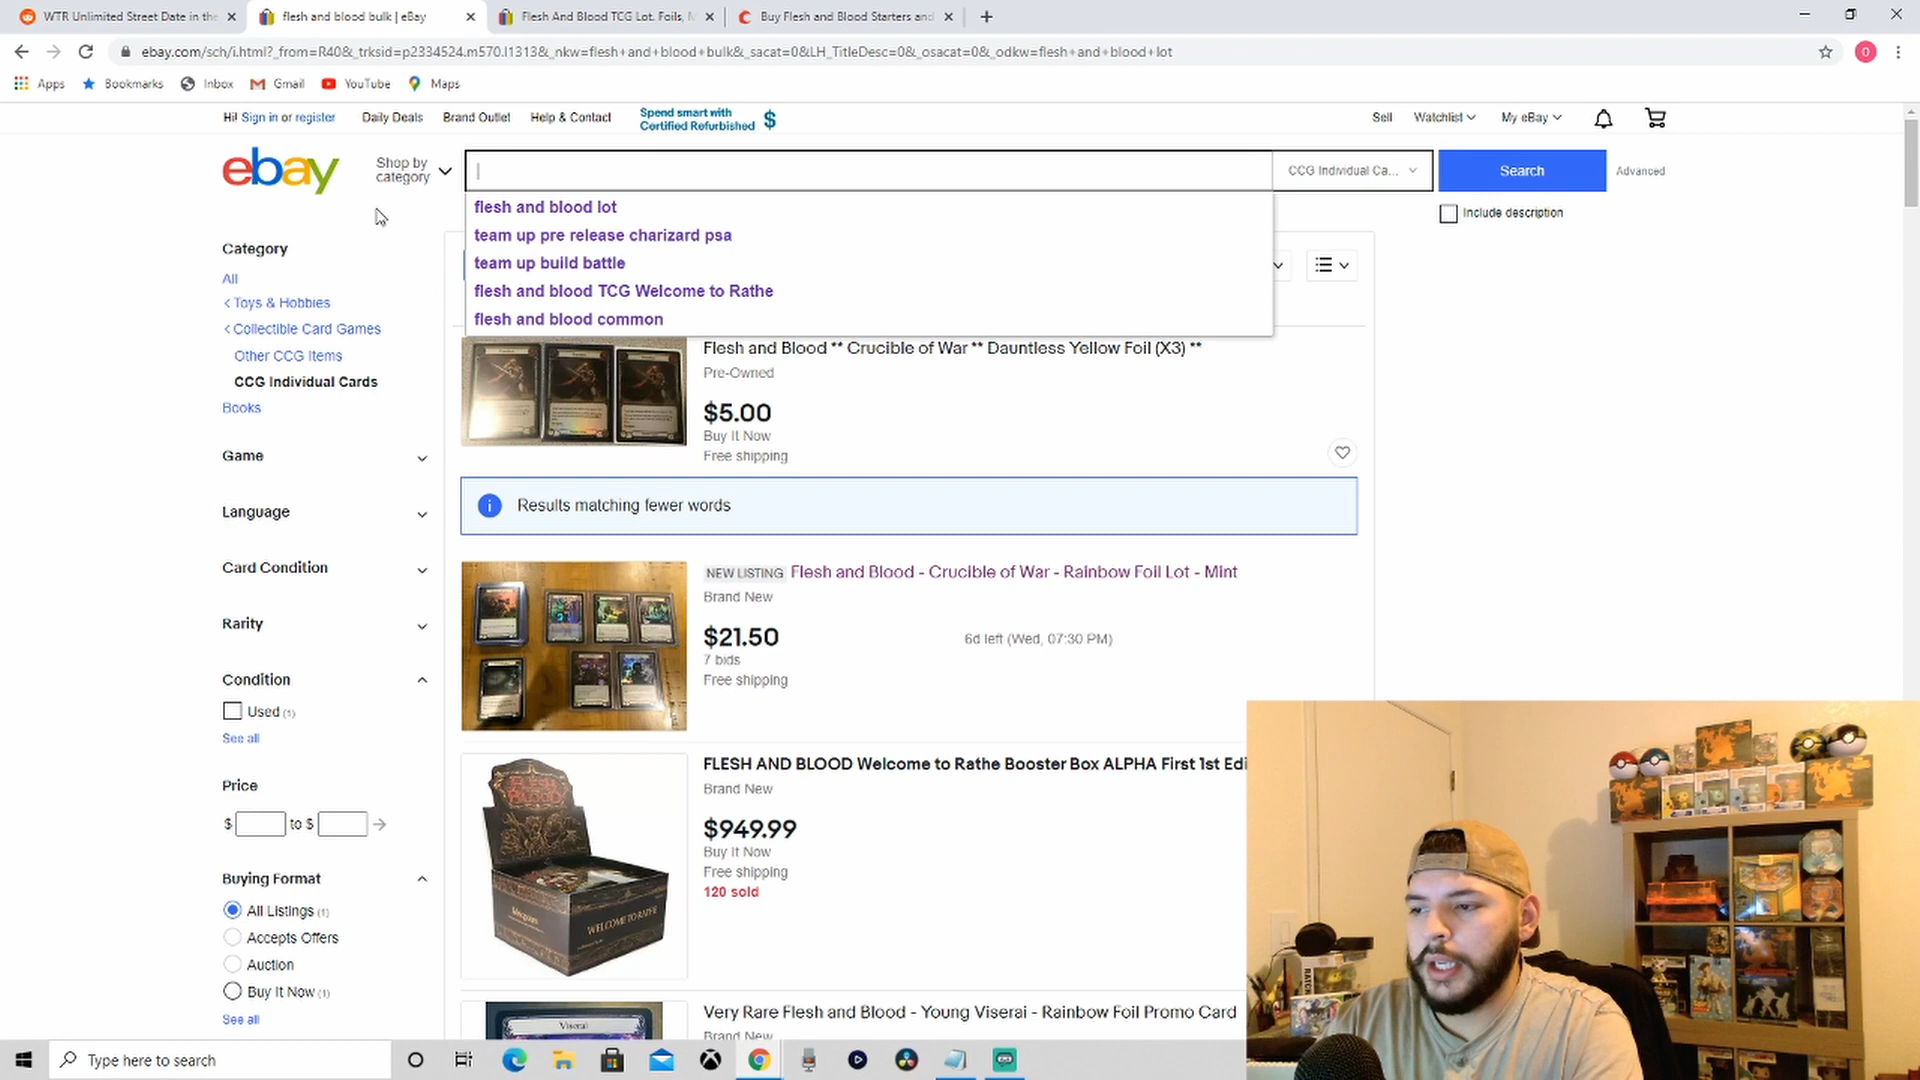 WTR Unlimited Street Date in the
flesh and blood bulk | eBay
Flesh And Blood TCG Lot. Foils, M
Buy Flesh and Blood Starters and
ebay.com/sch/i.html?_from=R40&_trksid=p2334524.m570.l1313&_nkw=flesh+and+blood+bulk&_sacat=0&LH_TitleDesc=0&_osacat=0&_odkw=flesh+and+blood+lot
Apps
Bookmarks
Inbox
Gmail
YouTube
Maps
Hi! Sign in or register
Daily Deals
Brand Outlet
Help & Contact
Spend smart with
Certified Refurbished
$
Sell
Watchlist
My eBay
ebay
Shop by
category
CCG Individual Ca...
Search
Advanced
Include description
flesh and blood lot
team up pre release charizard psa
team up build battle
flesh and blood TCG Welcome to Rathe
flesh and blood common
Category
All
< Toys & Hobbies
< Collectible Card Games
Other CCG Items
CCG Individual Cards
Books
Game
Language
Card Condition
Rarity
Condition
Used (1)
See all
Price
$ to $
Buying Format
All Listings (1)
Accepts Offers
Auction
Buy It Now (1)
See all
Flesh and Blood ** Crucible of War ** Dauntless Yellow Foil (X3) **
Pre-Owned
$5.00
Buy It Now
Free shipping
Results matching fewer words
NEW LISTING Flesh and Blood - Crucible of War - Rainbow Foil Lot - Mint
Brand New
$21.50
7 bids
Free shipping
6d left (Wed, 07:30 PM)
FLESH AND BLOOD Welcome to Rathe Booster Box ALPHA First 1st Edi
Brand New
$949.99
Buy It Now
Free shipping
120 sold
WELCOME TO RATHE
Very Rare Flesh and Blood - Young Viserai - Rainbow Foil Promo Card
Brand New
Viserai
Type here to search